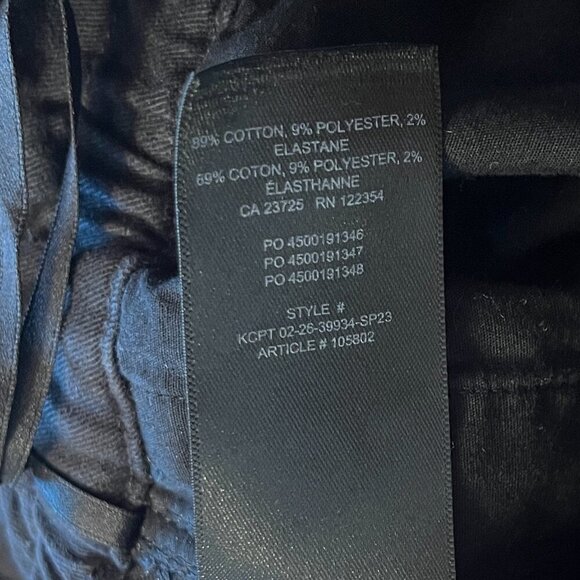 89% COTTON, 9% POLYESTER, 2%
ELASTANE
89% COTON, 9% POLYESTER, 2%
ÉLASTHANNE
CA 23725 RN 122354
PO 4500191346
PO 4500191347
PO 4500191348
STYLE #
KCPT 02-26-39934-SP23
ARTICLE # 105802